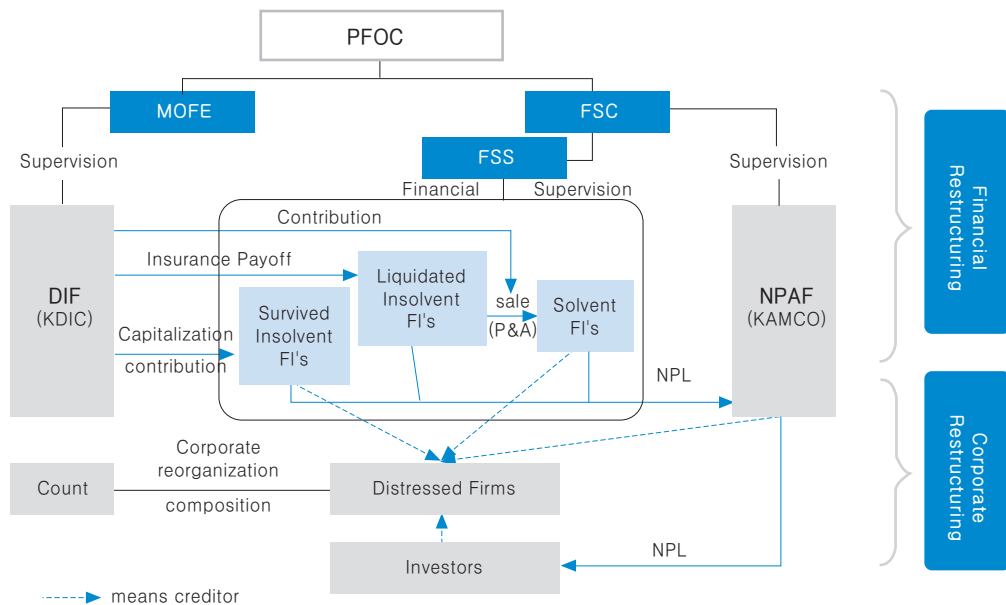 PFOC
MOFE
FSC
FSS
Supervision
Financial
Supervision
Supervision
Contribution
Insurance Payoff
DIF
(KDIC)
Capitalization
contribution
Survived
Insolvent
FI's
Liquidated
Insolvent
FI's
sale
(P&A)
Solvent
FI's
NPL
NPAF
(KAMCO)
Financial
Restructuring
Corporate
reorganization
composition
Count
Distressed Firms
Investors
NPL
Corporate
Restructuring
means creditor